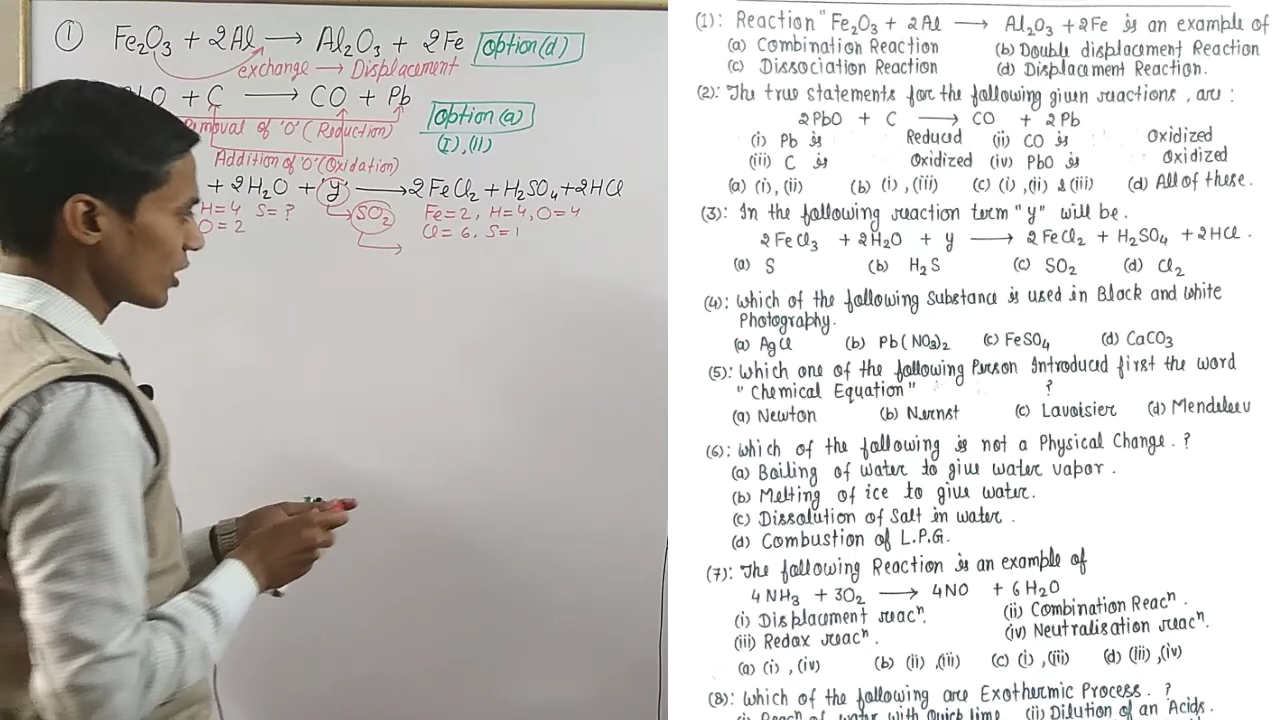 ① Fe₂O₃ + 2Al ⟶ Al₂O₃ + 2Fe Option(d)
exchange → Displacement
+ C ⟶ CO + Pb Option(a)
Removal of 'O' (Reduction) (I),(II)
Addition of 'O' (Oxidation)
+ 2H₂O + y ⟶ 2FeCl₂ + H₂SO₄ + 2HCl
H=4 S=? SO₂ Fe=2, H=4, O=4
O=2 Cl=6, S=1
(1): Reaction " Fe₂O₃ + 2Al ⟶ Al₂O₃ + 2Fe is an example of
(a) Combination Reaction (b) Double displacement Reaction
(c) Dissociation Reaction (d) Displacement Reaction.
(2): The true statements for the following given reactions, are :
2PbO + C ⟶ CO + 2Pb
(i) Pb is Reduced (ii) CO is Oxidized
(iii) C is Oxidized (iv) PbO is Oxidized
(a) (i), (ii) (b) (i), (iii) (c) (i), (ii) & (iii) (d) All of these.
(3): In the following reaction term "y" will be.
2FeCl₃ + 2H₂O + y ⟶ 2FeCl₂ + H₂SO₄ + 2HCl.
(a) S (b) H₂S (c) SO₂ (d) Cl₂
(4): Which of the following Substance is used in Black and White
Photography.
(a) AgCl (b) Pb(NO₃)₂ (c) FeSO₄ (d) CaCO₃
(5): Which one of the following Person Introduced first the word
"Chemical Equation" ?
(a) Newton (b) Nernst (c) Lavoisier (d) Mendeleev
(6): Which of the following is not a Physical Change. ?
(a) Boiling of water to give water vapor.
(b) Melting of ice to give water.
(c) Dissolution of Salt in water.
(d) Combustion of L.P.G.
(7): The following Reaction is an example of
4NH₃ + 3O₂ ⟶ 4NO + 6H₂O
(i) Displacement reacⁿ. (ii) Combination Reacⁿ.
(iii) Redox reacⁿ. (iv) Neutralisation reacⁿ.
(a) (i), (iv) (b) (ii), (iii) (c) (i), (iii) (d) (iii), (iv)
(8): Which of the following are Exothermic Process. ?
(i) Reacⁿ of water with Quick lime (ii) Dilution of an Acids.